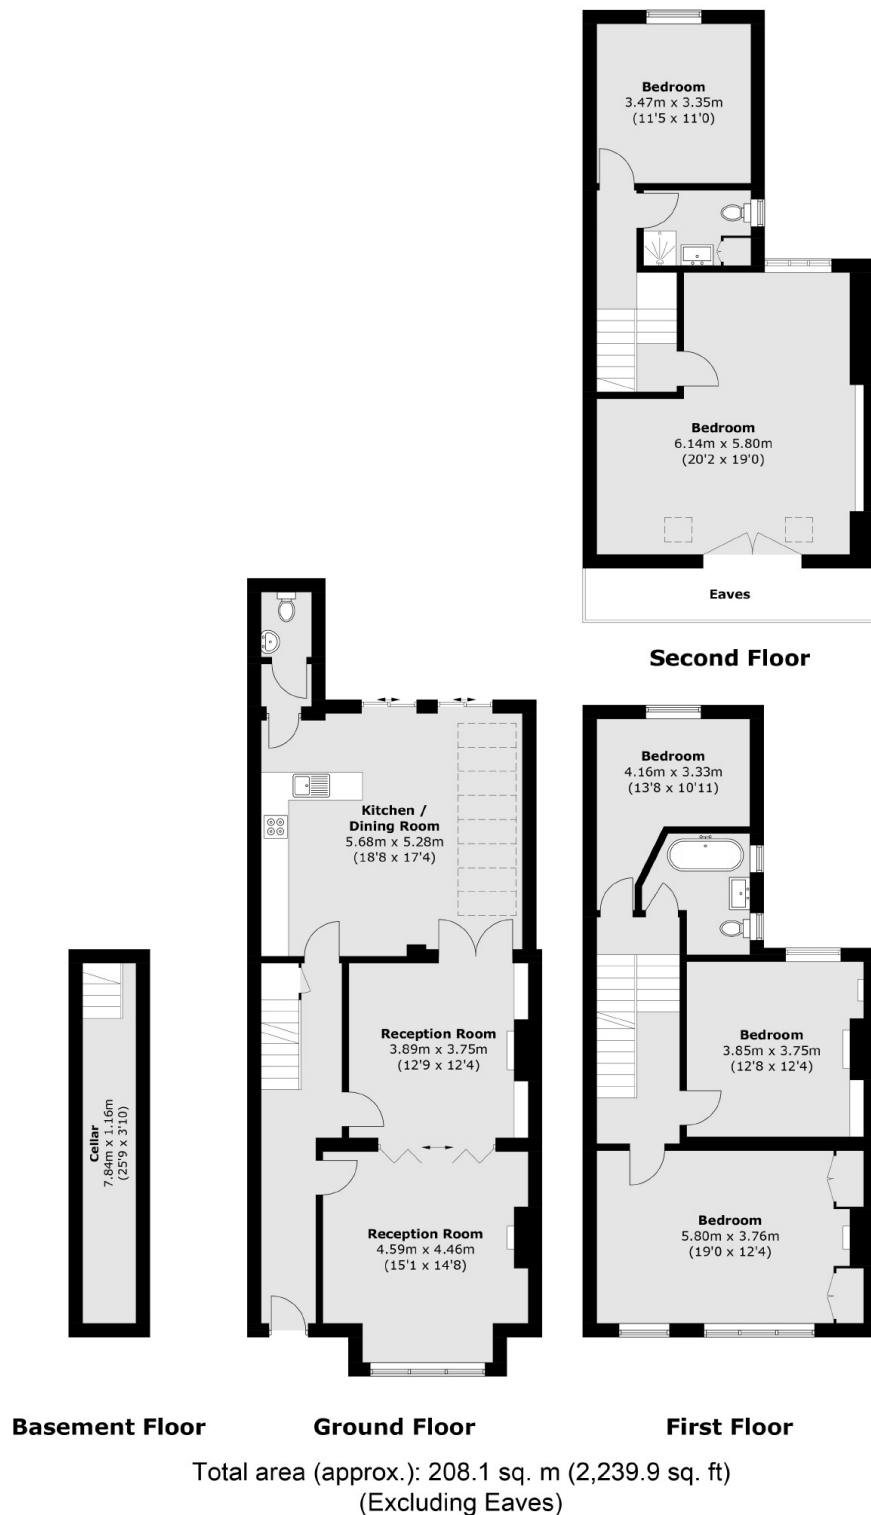 Bedroom
3.47m x 3.35m
(11'5 x 11'0)
Bedroom
6.14m x 5.80m
(20'2 x 19'0)
Eaves
Second Floor
Kitchen /
Dining Room
5.68m x 5.28m
(18'8 x 17'4)
Reception Room
3.89m x 3.75m
(12'9 x 12'4)
Reception Room
4.59m x 4.46m
(15'1 x 14'8)
Bedroom
4.16m x 3.33m
(13'8 x 10'11)
Bedroom
3.85m x 3.75m
(12'8 x 12'4)
Bedroom
5.80m x 3.76m
(19'0 x 12'4)
Cellar
7.84m x 1.16m
(25'9 x 3'10)
Basement Floor
Ground Floor
First Floor
Total area (approx.): 208.1 sq. m (2,239.9 sq. ft)
(Excluding Eaves)